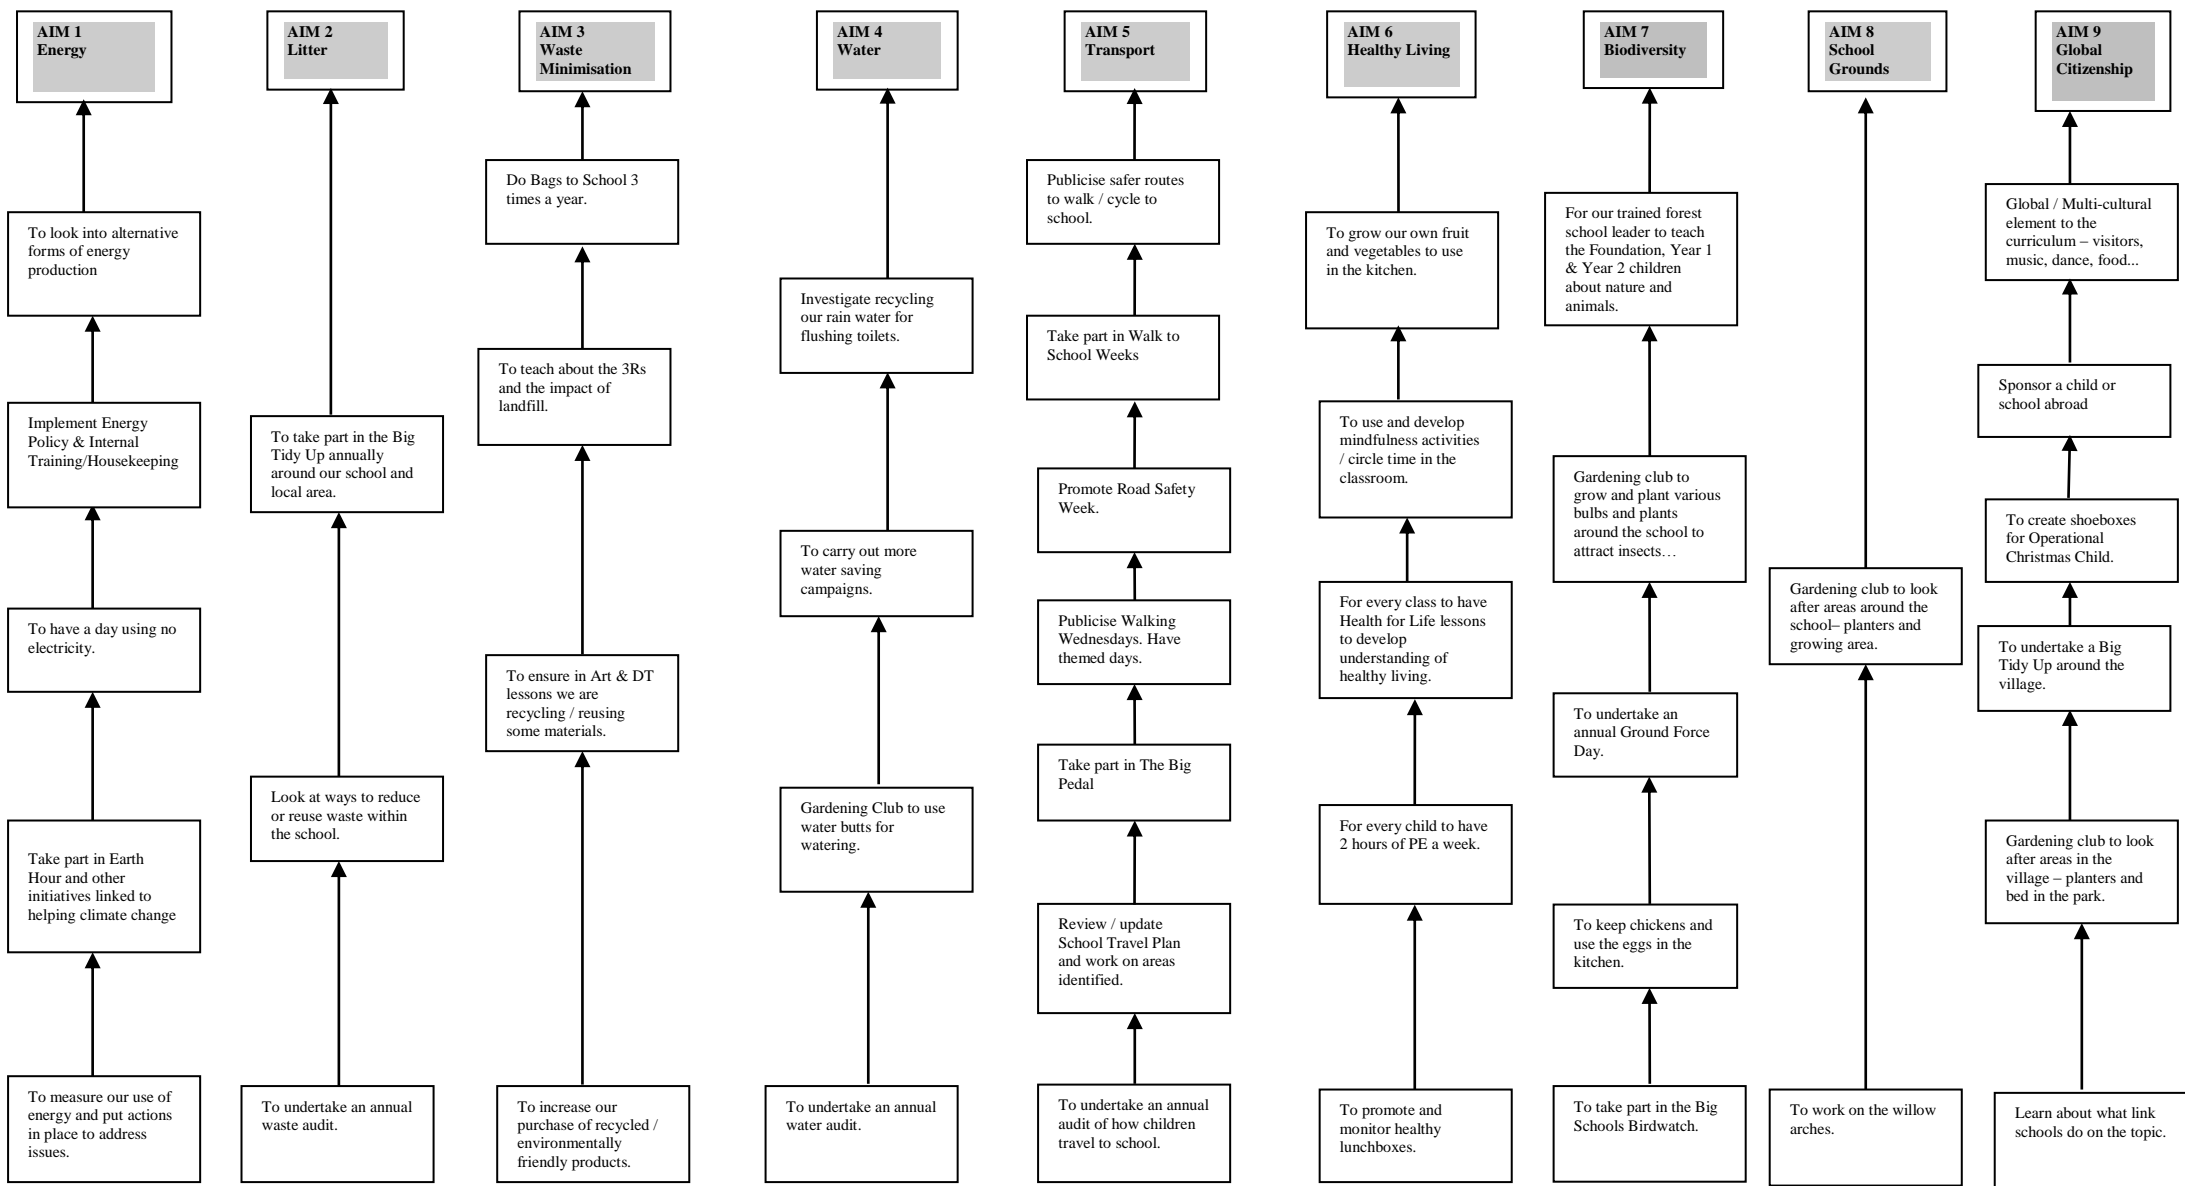 AIM 1
Energy
To look into alternative
forms of energy
production
Implement Energy
Policy & Internal
Training/Housekeeping
To have a day using no
electricity.
Take part in Earth
Hour and other
initiatives linked to
helping climate change
To measure our use of
energy and put actions
in place to address
issues.
AIM 2
Litter
To take part in the Big
Tidy Up annually
around our school and
local area.
Look at ways to reduce
or reuse waste within
the school.
To undertake an annual
waste audit.
AIM 3
Waste
Minimisation
Do Bags to School 3
times a year.
To teach about the 3Rs
and the impact of
landfill.
To ensure in Art & DT
lessons we are
recycling / reusing
some materials.
To increase our
purchase of recycled /
environmentally
friendly products.
AIM 4
Water
Investigate recycling
our rain water for
flushing toilets.
To carry out more
water saving
campaigns.
Gardening Club to use
water butts for
watering.
To undertake an annual
water audit.
AIM 5
Transport
Publicise safer routes
to walk / cycle to
school.
Take part in Walk to
School Weeks
Promote Road Safety
Week.
Publicise Walking
Wednesdays. Have
themed days.
Take part in The Big
Pedal
Review / update
School Travel Plan
and work on areas
identified.
To undertake an annual
audit of how children
travel to school.
AIM 6
Healthy Living
To grow our own fruit
and vegetables to use
in the kitchen.
To use and develop
mindfulness activities
/ circle time in the
classroom.
For every class to have
Health for Life lessons
to develop
understanding of
healthy living.
For every child to have
2 hours of PE a week.
To promote and
monitor healthy
lunchboxes.
AIM 7
Biodiversity
For our trained forest
school leader to teach
the Foundation, Year 1
& Year 2 children
about nature and
animals.
Gardening club to
grow and plant various
bulbs and plants
around the school to
attract insects…
To undertake an
annual Ground Force
Day.
To keep chickens and
use the eggs in the
kitchen.
To take part in the Big
Schools Birdwatch.
AIM 8
School
Grounds
Gardening club to look
after areas around the
school– planters and
growing area.
To work on the willow
arches.
AIM 9
Global
Citizenship
Global / Multi-cultural
element to the
curriculum – visitors,
music, dance, food...
Sponsor a child or
school abroad
To create shoeboxes
for Operational
Christmas Child.
To undertake a Big
Tidy Up around the
village.
Gardening club to look
after areas in the
village – planters and
bed in the park.
Learn about what link
schools do on the topic.